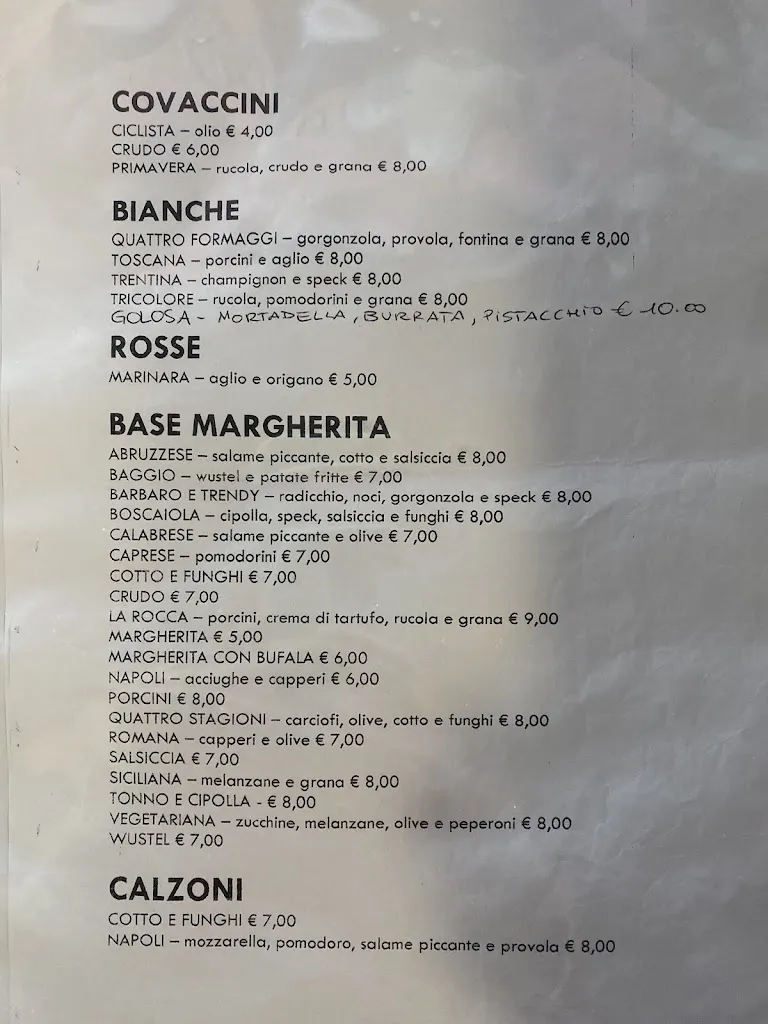 COVACCINI
CICLISTA – olio € 4,00
CRUDO € 6,00
PRIMAVERA – rucola, crudo e grana € 8,00
BIANCHE
QUATTRO FORMAGGI – gorgonzola, provola, fontina e grana € 8,00
TOSCANA – porcini e aglio € 8,00
TRENTINA – champignon e speck € 8,00
TRICOLORE – rucola, pomodorini e grana € 8,00
GOLOSA - MORTADELLA, BURRATA, PISTACCHIO € 10.00
ROSSE
MARINARA – aglio e origano € 5,00
BASE MARGHERITA
ABRUZZESE – salame piccante, cotto e salsiccia € 8,00
BAGGIO – wustel e patate fritte € 7,00
BARBARO E TRENDY – radicchio, noci, gorgonzola e speck € 8,00
BOSCAIOLA – cipolla, speck, salsiccia e funghi € 8,00
CALABRESE – salame piccante e olive € 7,00
CAPRESE – pomodorini € 7,00
COTTO E FUNGHI € 7,00
CRUDO € 7,00
LA ROCCA – porcini, crema di tartufo, rucola e grana € 9,00
MARGHERITA € 5,00
MARGHERITA CON BUFALA € 6,00
NAPOLI – acciughe e capperi € 6,00
PORCINI € 8,00
QUATTRO STAGIONI – carciofi, olive, cotto e funghi € 8,00
ROMANA – capperi e olive € 7,00
SALSICCIA € 7,00
SICILIANA – melanzane e grana € 8,00
TONNO E CIPOLLA - € 8,00
VEGETARIANA – zucchine, melanzane, olive e peperoni € 8,00
WUSTEL € 7,00
CALZONI
COTTO E FUNGHI € 7,00
NAPOLI – mozzarella, pomodoro, salame piccante e provola € 8,00